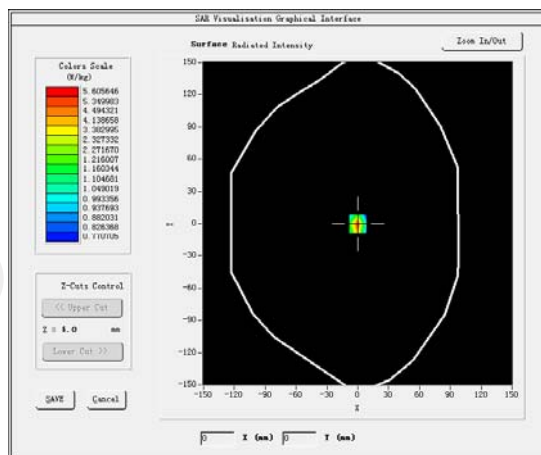 SAR Visualisation Graphical Interface
Surface Radiated Intensity
Zoom In/Out
Colors Scale
(W/kg)
5.605646
5.349983
4.494321
4.138658
3.382995
2.327332
2.271670
1.216007
1.160344
1.104681
1.049019
0.993356
0.937693
0.882031
0.826368
0.770705
150
120
90
60
30
0
-30
-60
-90
-120
-150
Y
-150 -120 -90 -60 -30 0 30 60 90 120 150
X
Z-Cuts Control
<< Upper Cut
Z = 4.0 mm
Lower Cut >>
SAVE Cancel
0 X (mm) 0 Y (mm)